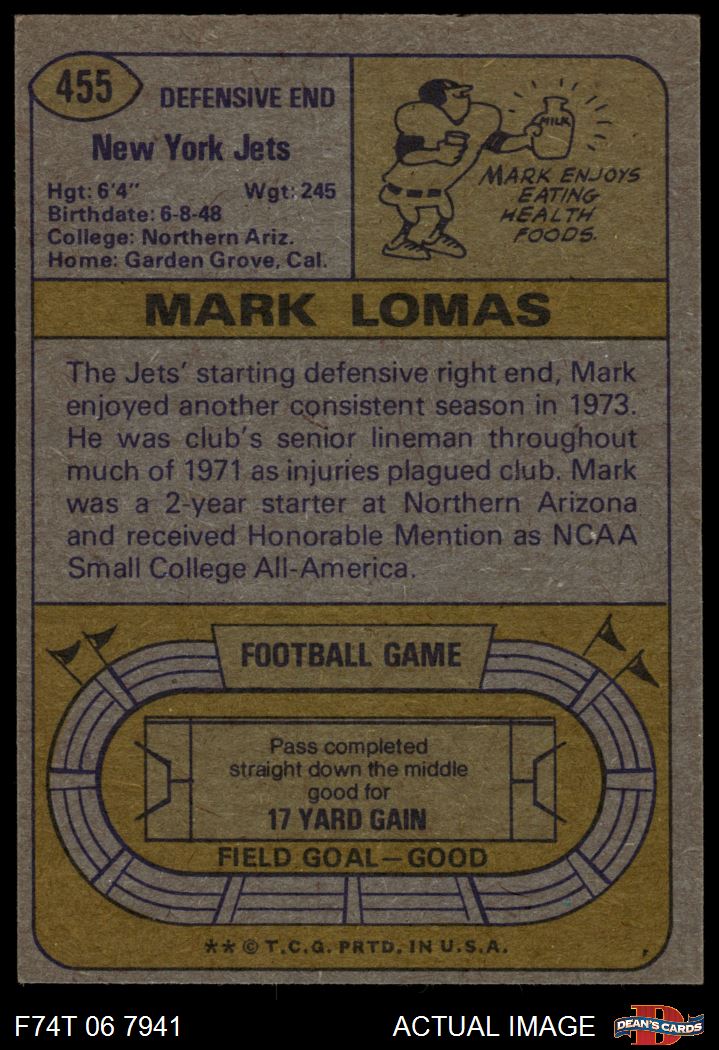 455
DEFENSIVE END
New York Jets
Hgt: 6'4" Wgt: 245
Birthdate: 6-8-48
College: Northern Ariz.
Home: Garden Grove, Cal.
MILK
MARK ENJOYS
EATING
HEALTH
FOODS.
MARK LOMAS
The Jets' starting defensive right end, Mark
enjoyed another consistent season in 1973.
He was club's senior lineman throughout
much of 1971 as injuries plagued club. Mark
was a 2-year starter at Northern Arizona
and received Honorable Mention as NCAA
Small College All-America.
FOOTBALL GAME
Pass completed
straight down the middle
good for
17 YARD GAIN
FIELD GOAL—GOOD
** © T.C.G. PRTD. IN U.S.A.
F74T 06 7941 ACTUAL IMAGE
D
DEAN'S CARDS